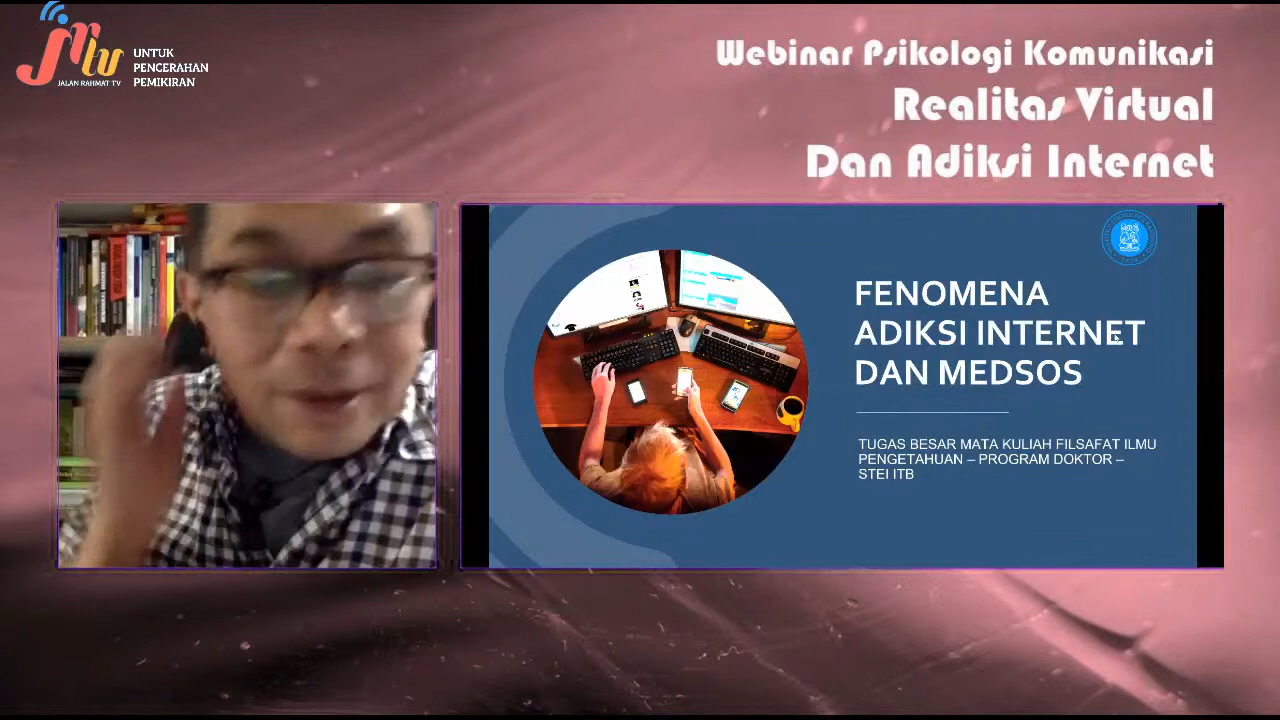 jrtv
JALAN RAHMAT TV
UNTUK
PENCERAHAN
PEMIKIRAN
Webinar Psikologi Komunikasi
Realitas Virtual
Dan Adiksi Internet
FENOMENA
ADIKSI INTERNET
DAN MEDSOS
TUGAS BESAR MATA KULIAH FILSAFAT ILMU
PENGETAHUAN – PROGRAM DOKTOR –
STEI ITB